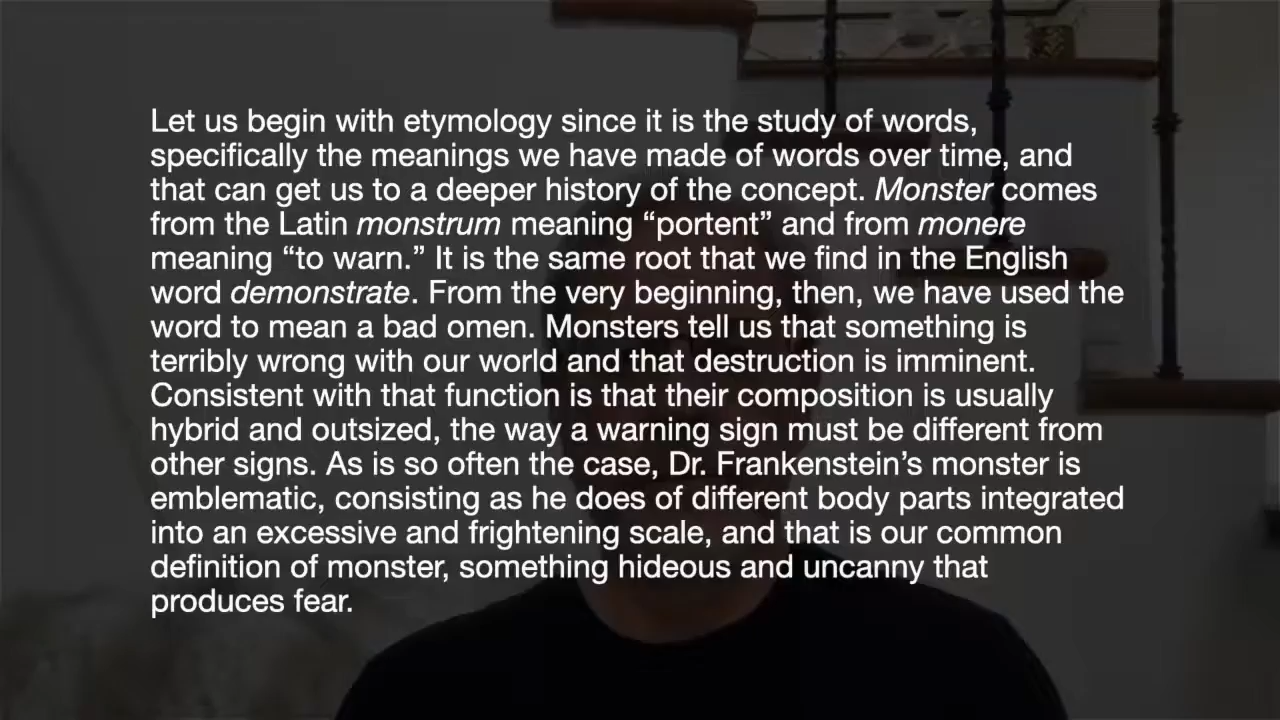 Let us begin with etymology since it is the study of words,
specifically the meanings we have made of words over time, and
that can get us to a deeper history of the concept. Monster comes
from the Latin monstrum meaning “portent” and from monere
meaning “to warn.” It is the same root that we find in the English
word demonstrate. From the very beginning, then, we have used the
word to mean a bad omen. Monsters tell us that something is
terribly wrong with our world and that destruction is imminent.
Consistent with that function is that their composition is usually
hybrid and outsized, the way a warning sign must be different from
other signs. As is so often the case, Dr. Frankenstein’s monster is
emblematic, consisting as he does of different body parts integrated
into an excessive and frightening scale, and that is our common
definition of monster, something hideous and uncanny that
produces fear.